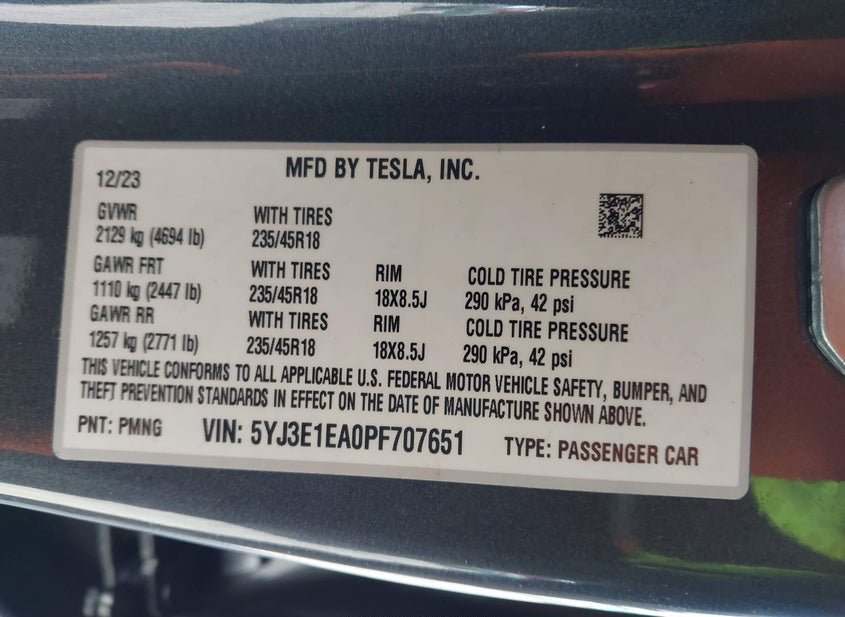 MFD BY TESLA, INC.
12/23
GVWR WITH TIRES
2129 kg (4694 lb) 235/45R18
GAWR FRT WITH TIRES RIM COLD TIRE PRESSURE
1110 kg (2447 lb) 235/45R18 18X8.5J 290 kPa, 42 psi
GAWR RR WITH TIRES RIM COLD TIRE PRESSURE
1257 kg (2771 lb) 235/45R18 18X8.5J 290 kPa, 42 psi
THIS VEHICLE CONFORMS TO ALL APPLICABLE U.S. FEDERAL MOTOR VEHICLE SAFETY, BUMPER, AND
THEFT PREVENTION STANDARDS IN EFFECT ON THE DATE OF MANUFACTURE SHOWN ABOVE.
PNT: PMNG VIN: 5YJ3E1EA0PF707651 TYPE: PASSENGER CAR